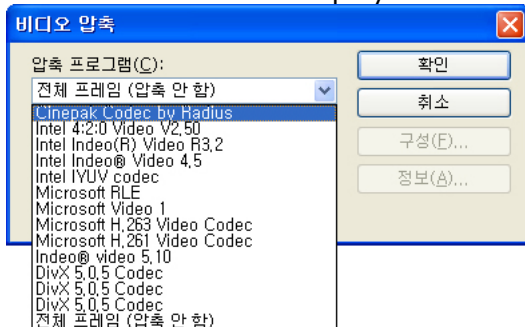 비디오 압축
압축 프로그램(C):
전체 프레임 (압축 안 함)
확인
취소
구성(F)...
정보(A)...
Cinepak Codec by Radius
Intel 4:2:0 Video V2.50
Intel Indeo(R) Video R3.2
Intel Indeo® Video 4.5
Intel IYUV codec
Microsoft RLE
Microsoft Video 1
Microsoft H.263 Video Codec
Microsoft H.261 Video Codec
Indeo® video 5.10
DivX 5.0.5 Codec
DivX 5.0.5 Codec
DivX 5.0.5 Codec
전체 프레임 (압축 안 함)